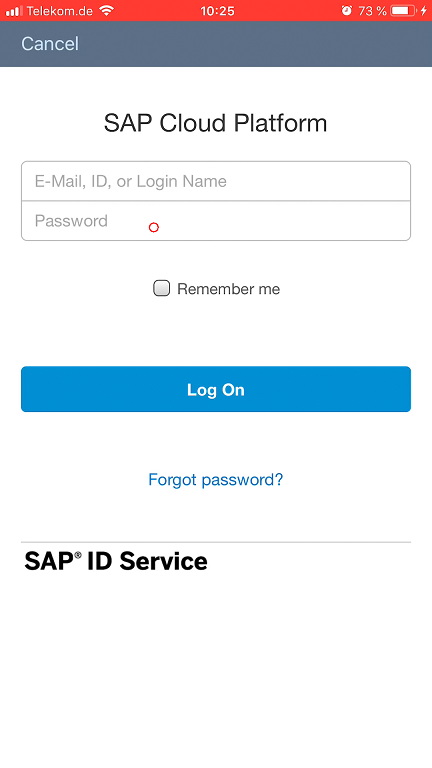 Telekom.de 10:25 73 %
Cancel
SAP Cloud Platform
E-Mail, ID, or Login Name
Password
Remember me
Log On
Forgot password?
SAP® ID Service